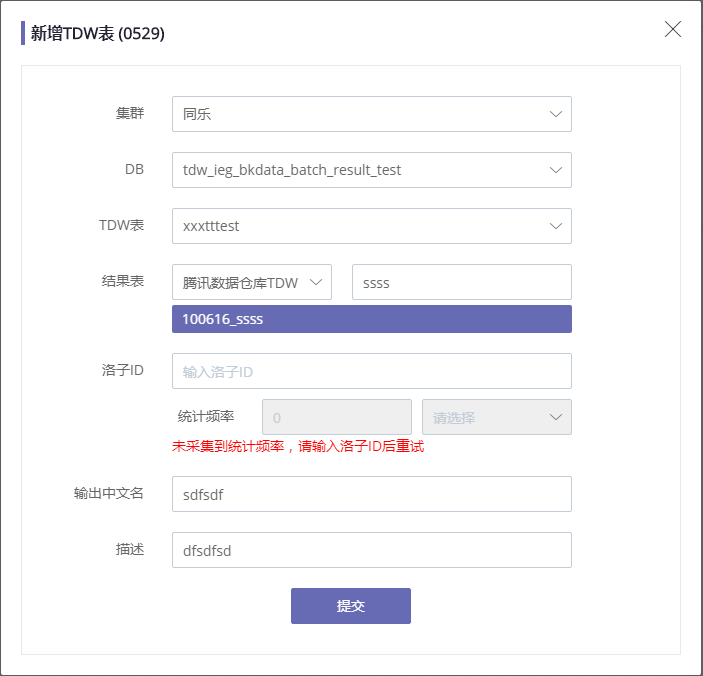 新增TDW表 (0529)
集群 同乐
DB tdw_ieg_bkdata_batch_result_test
TDW表 xxxtttest
结果表 腾讯数据仓库TDW ssss
100616_ssss
洛子ID 输入洛子ID
统计频率 0 请选择
未采集到统计频率，请输入洛子ID后重试
输出中文名 sdfsdf
描述 dfsdfsd
提交